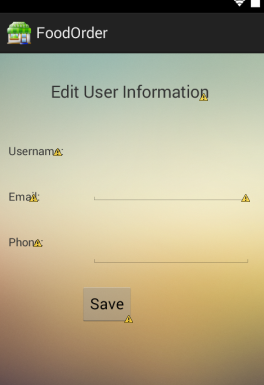 FoodOrder
Edit User Information
Username:
Email:
Phone:
Save